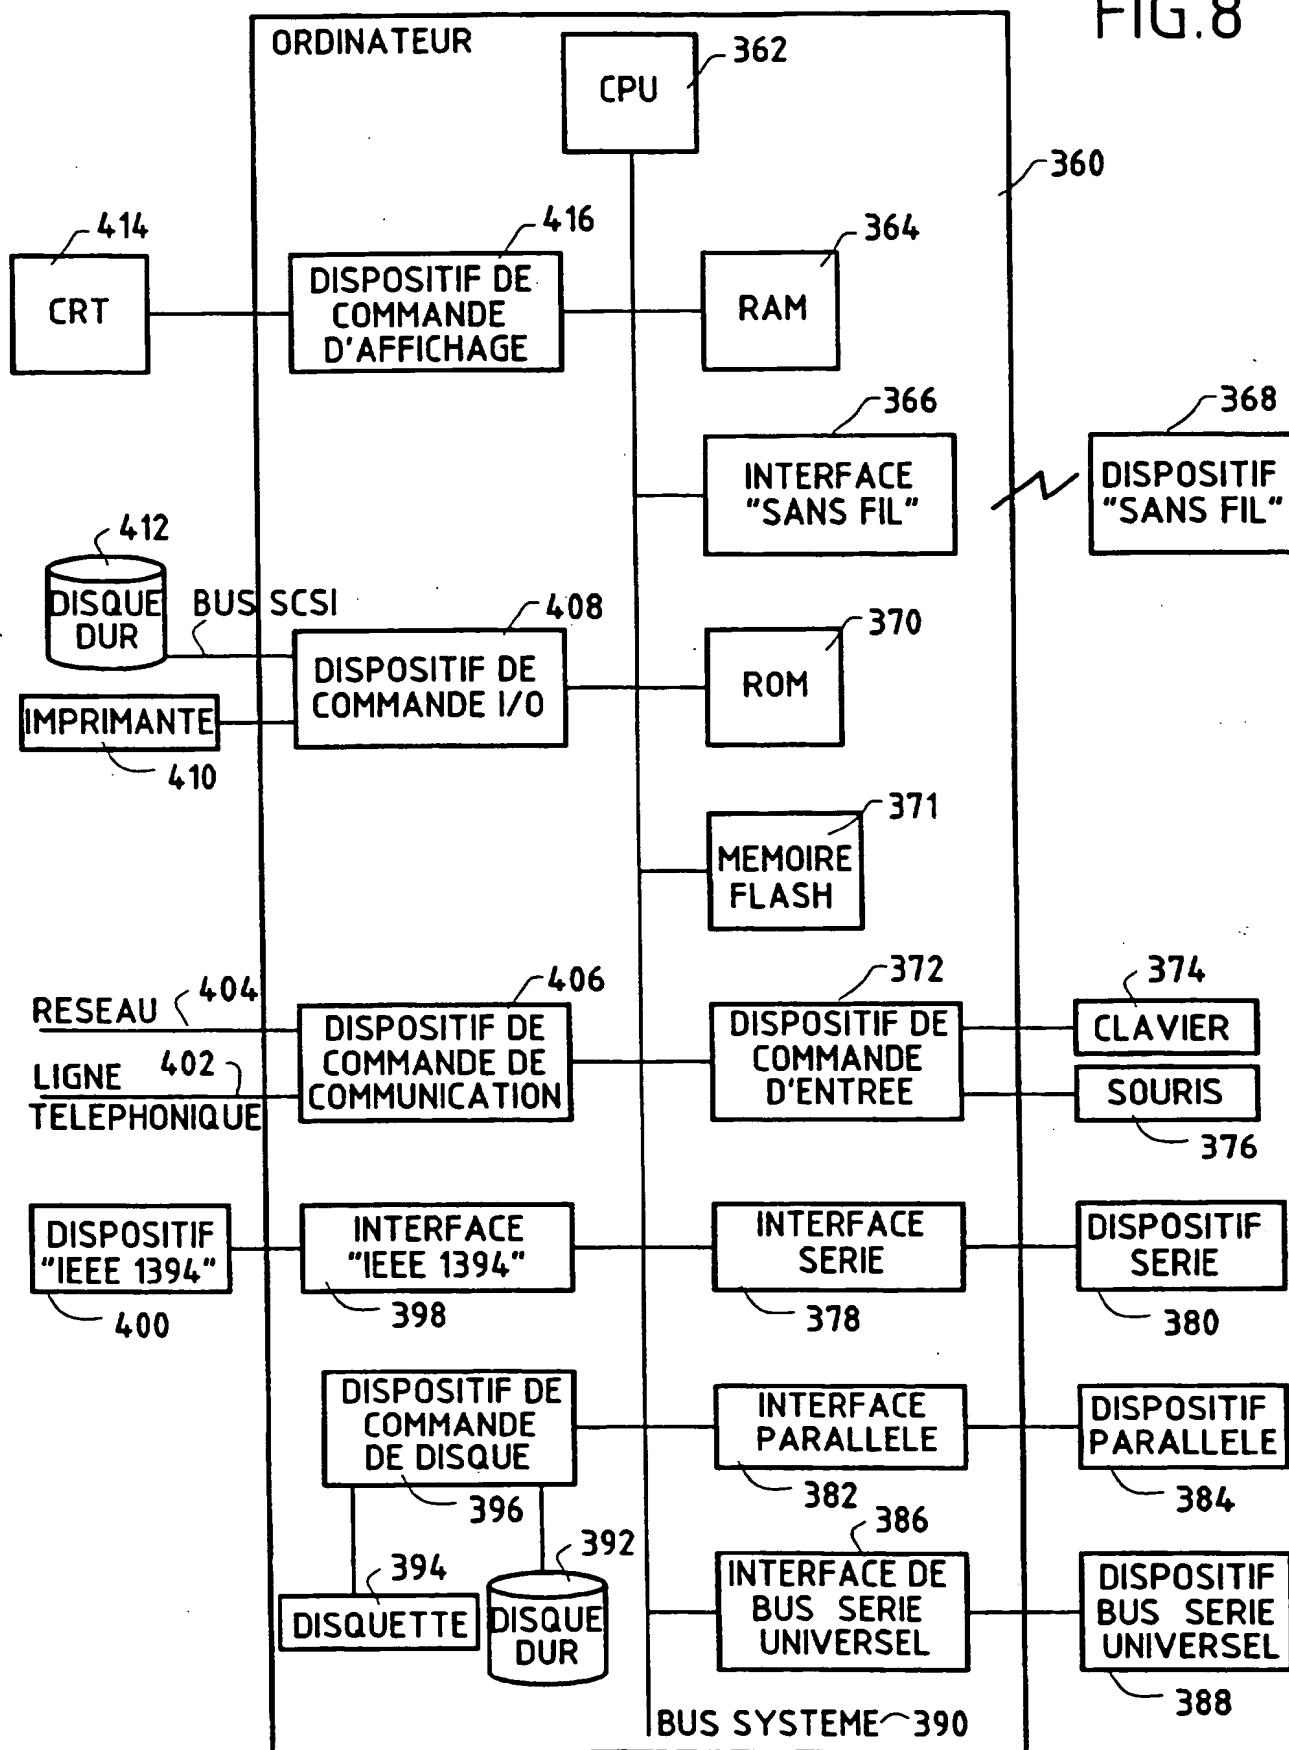 FIG.8
ORDINATEUR
362
CPU
360
414
416
364
CRT
DISPOSITIF DE
COMMANDE
D'AFFICHAGE
RAM
366
368
INTERFACE
"SANS FIL"
DISPOSITIF
"SANS FIL"
412
DISQUE
DUR
BUS SCSI
408
370
DISPOSITIF DE
COMMANDE I/O
ROM
IMPRIMANTE
410
371
MEMOIRE
FLASH
406
372
374
RESEAU
404
DISPOSITIF DE
COMMANDE DE
COMMUNICATION
DISPOSITIF DE
COMMANDE
D'ENTREE
CLAVIER
LIGNE
TELEPHONIQUE
402
SOURIS
376
DISPOSITIF
"IEEE 1394"
INTERFACE
"IEEE 1394"
INTERFACE
SERIE
DISPOSITIF
SERIE
400
398
378
380
DISPOSITIF DE
COMMANDE
DE DISQUE
INTERFACE
PARALLELE
DISPOSITIF
PARALLELE
396
382
384
386
394
392
DISQUETTE
DISQUE
DUR
INTERFACE DE
BUS SERIE
UNIVERSEL
DISPOSITIF
BUS SERIE
UNIVERSEL
388
BUS SYSTEME 390